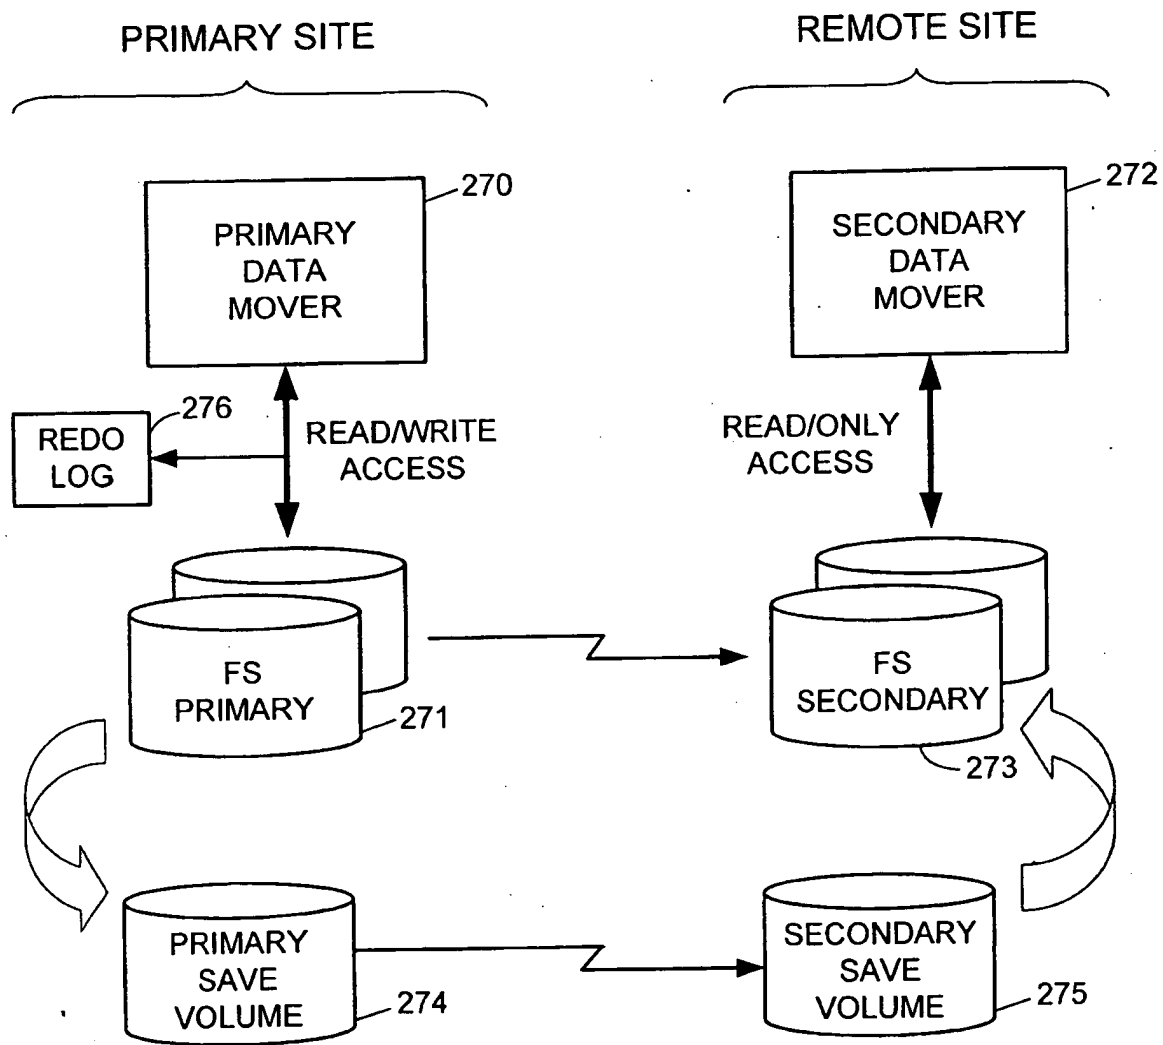 PRIMARY SITE
REMOTE SITE
270
PRIMARY
DATA
MOVER
272
SECONDARY
DATA
MOVER
276
REDO
LOG
READ/WRITE
ACCESS
READ/ONLY
ACCESS
FS
PRIMARY
271
FS
SECONDARY
273
PRIMARY
SAVE
VOLUME
274
SECONDARY
SAVE
VOLUME
275